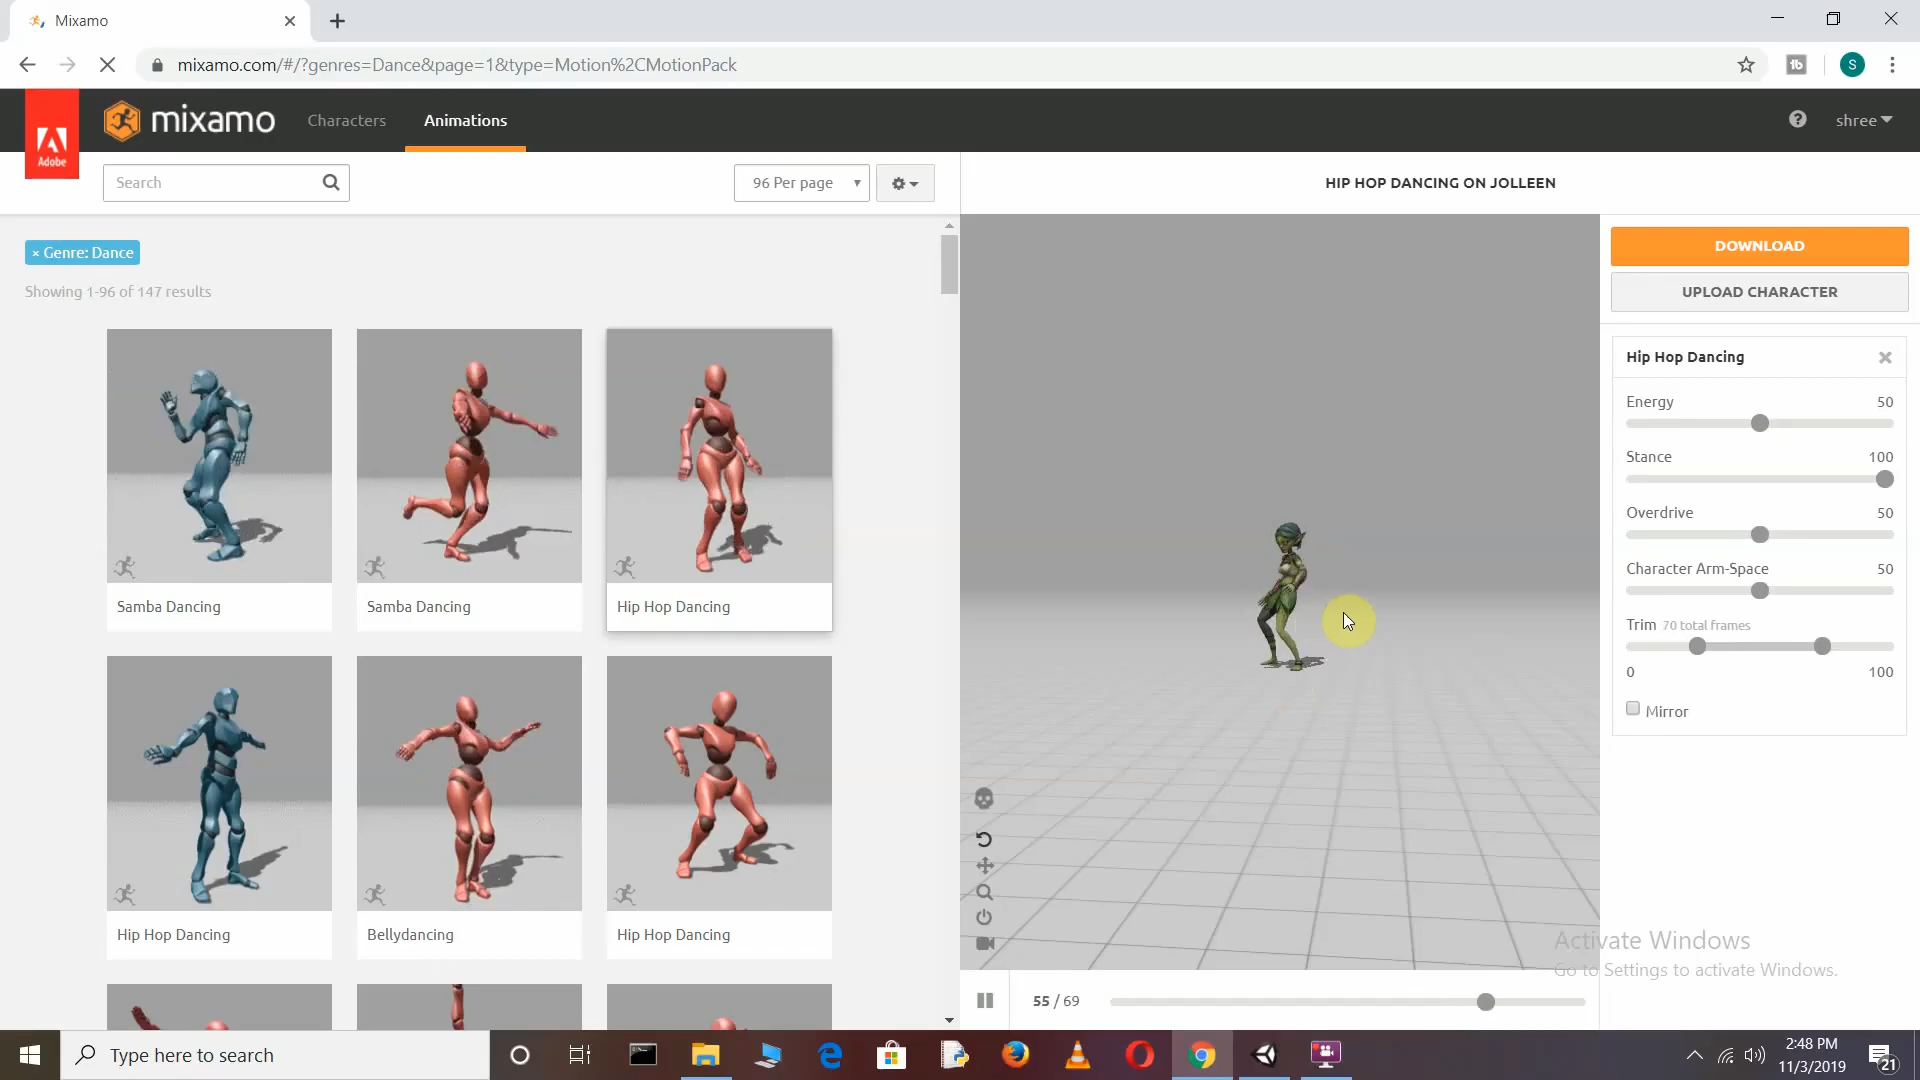 Mixamo
mixamo.com/#/?genres=Dance&page=1&type=Motion%2CMotionPack
S
Adobe
mixamo
Characters
Animations
shree
Search
96 Per page
HIP HOP DANCING ON JOLLEEN
× Genre: Dance
Showing 1-96 of 147 results
DOWNLOAD
UPLOAD CHARACTER
Samba Dancing
Samba Dancing
Hip Hop Dancing
Hip Hop Dancing
Bellydancing
Hip Hop Dancing
Hip Hop Dancing
Energy 50
Stance 100
Overdrive 50
Character Arm-Space 50
Trim 70 total frames
0 100
Mirror
55 / 69
Activate Windows
Go to Settings to activate Windows.
Type here to search
2:48 PM
11/3/2019
21